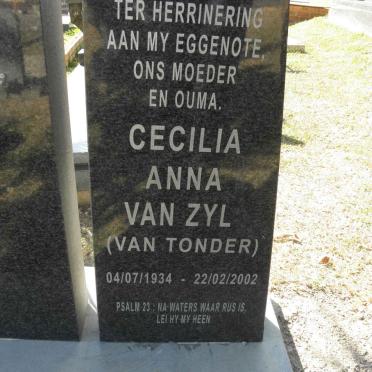 TER HERRINERING
AAN MY EGGENOTE,
ONS MOEDER
EN OUMA.
CECILIA
ANNA
VAN ZYL
(VAN TONDER)
04/07/1934 - 22/02/2002
PSALM 23 : NA WATERS WAAR RUS IS,
LEI HY MY HEEN